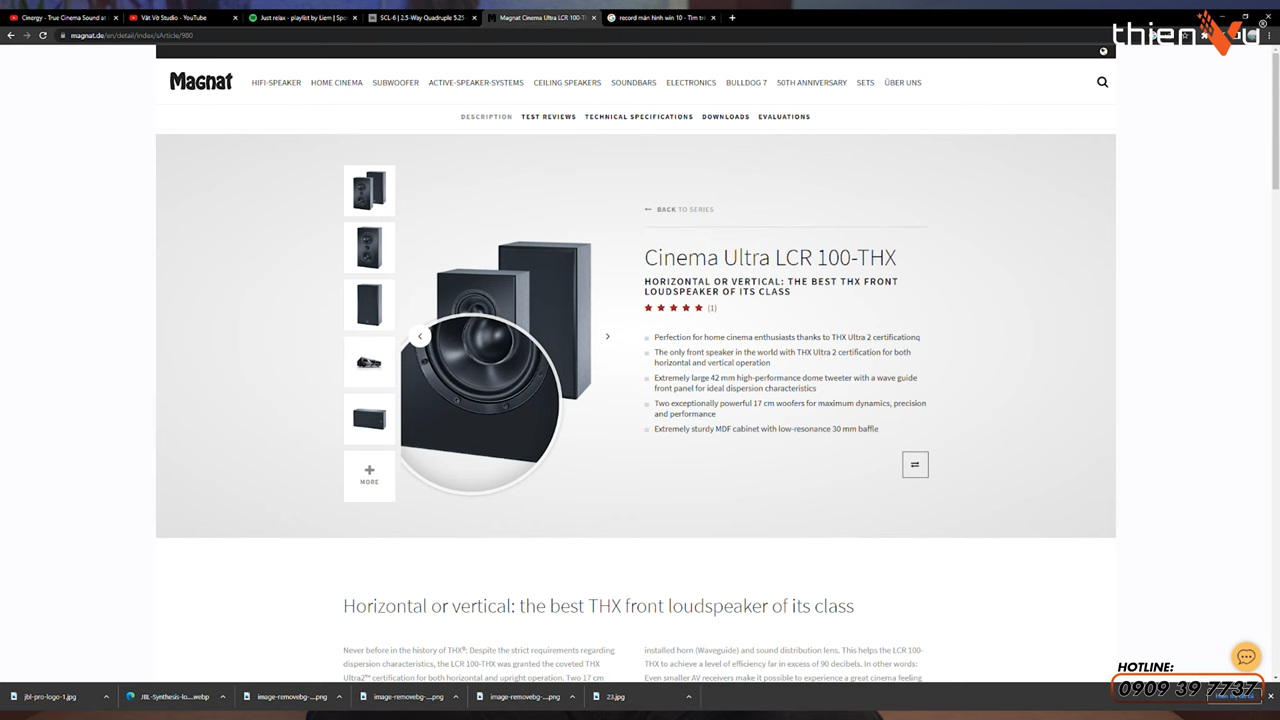 Cinergy - True Cinema Sound at
Vật Vờ Studio - YouTube
Just relax - playlist by Liem | Spo
SCL-6 | 2.5-Way Quadruple 5.25
Magnat Cinema Ultra LCR 100-T
record màn hình win 10 - Tìm tr
magnat.de/en/detail/index/sArticle/980
thien Vu
Magnat
HIFI-SPEAKER HOME CINEMA SUBWOOFER ACTIVE-SPEAKER-SYSTEMS CEILING SPEAKERS SOUNDBARS ELECTRONICS BULLDOG 7 50TH ANNIVERSARY SETS ÜBER UNS
DESCRIPTION TEST REVIEWS TECHNICAL SPECIFICATIONS DOWNLOADS EVALUATIONS
BACK TO SERIES
Cinema Ultra LCR 100-THX
HORIZONTAL OR VERTICAL: THE BEST THX FRONT
LOUDSPEAKER OF ITS CLASS
(1)
Perfection for home cinema enthusiasts thanks to THX Ultra 2 certificationq
The only front speaker in the world with THX Ultra 2 certification for both
horizontal and vertical operation
Extremely large 42 mm high-performance dome tweeter with a wave guide
front panel for ideal dispersion characteristics
Two exceptionally powerful 17 cm woofers for maximum dynamics, precision
and performance
Extremely sturdy MDF cabinet with low-resonance 30 mm baffle
MORE
Horizontal or vertical: the best THX front loudspeaker of its class
Never before in the history of THX®: Despite the strict requirements regarding
dispersion characteristics, the LCR 100-THX was granted the coveted THX
Ultra2™ certification for both horizontal and upright operation. Two 17 cm
installed horn (Waveguide) and sound distribution lens. This helps the LCR 100-
THX to achieve a level of efficiency far in excess of 90 decibels. In other words:
Even smaller AV receivers make it possible to experience a great cinema feeling
HOTLINE:
0909 39 7737
jbl-pro-logo-1.jpg
JBL-Synthesis-lo....webp
image-removebg-....png
image-removebg-....png
image-removebg-....png
23.jpg